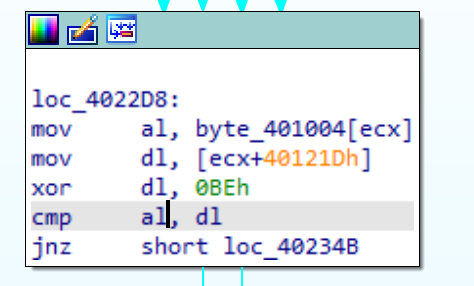 loc_4022D8:
mov al, byte_401004[ecx]
mov dl, [ecx+40121Dh]
xor dl, 0BEh
cmp al, dl
jnz short loc_40234B